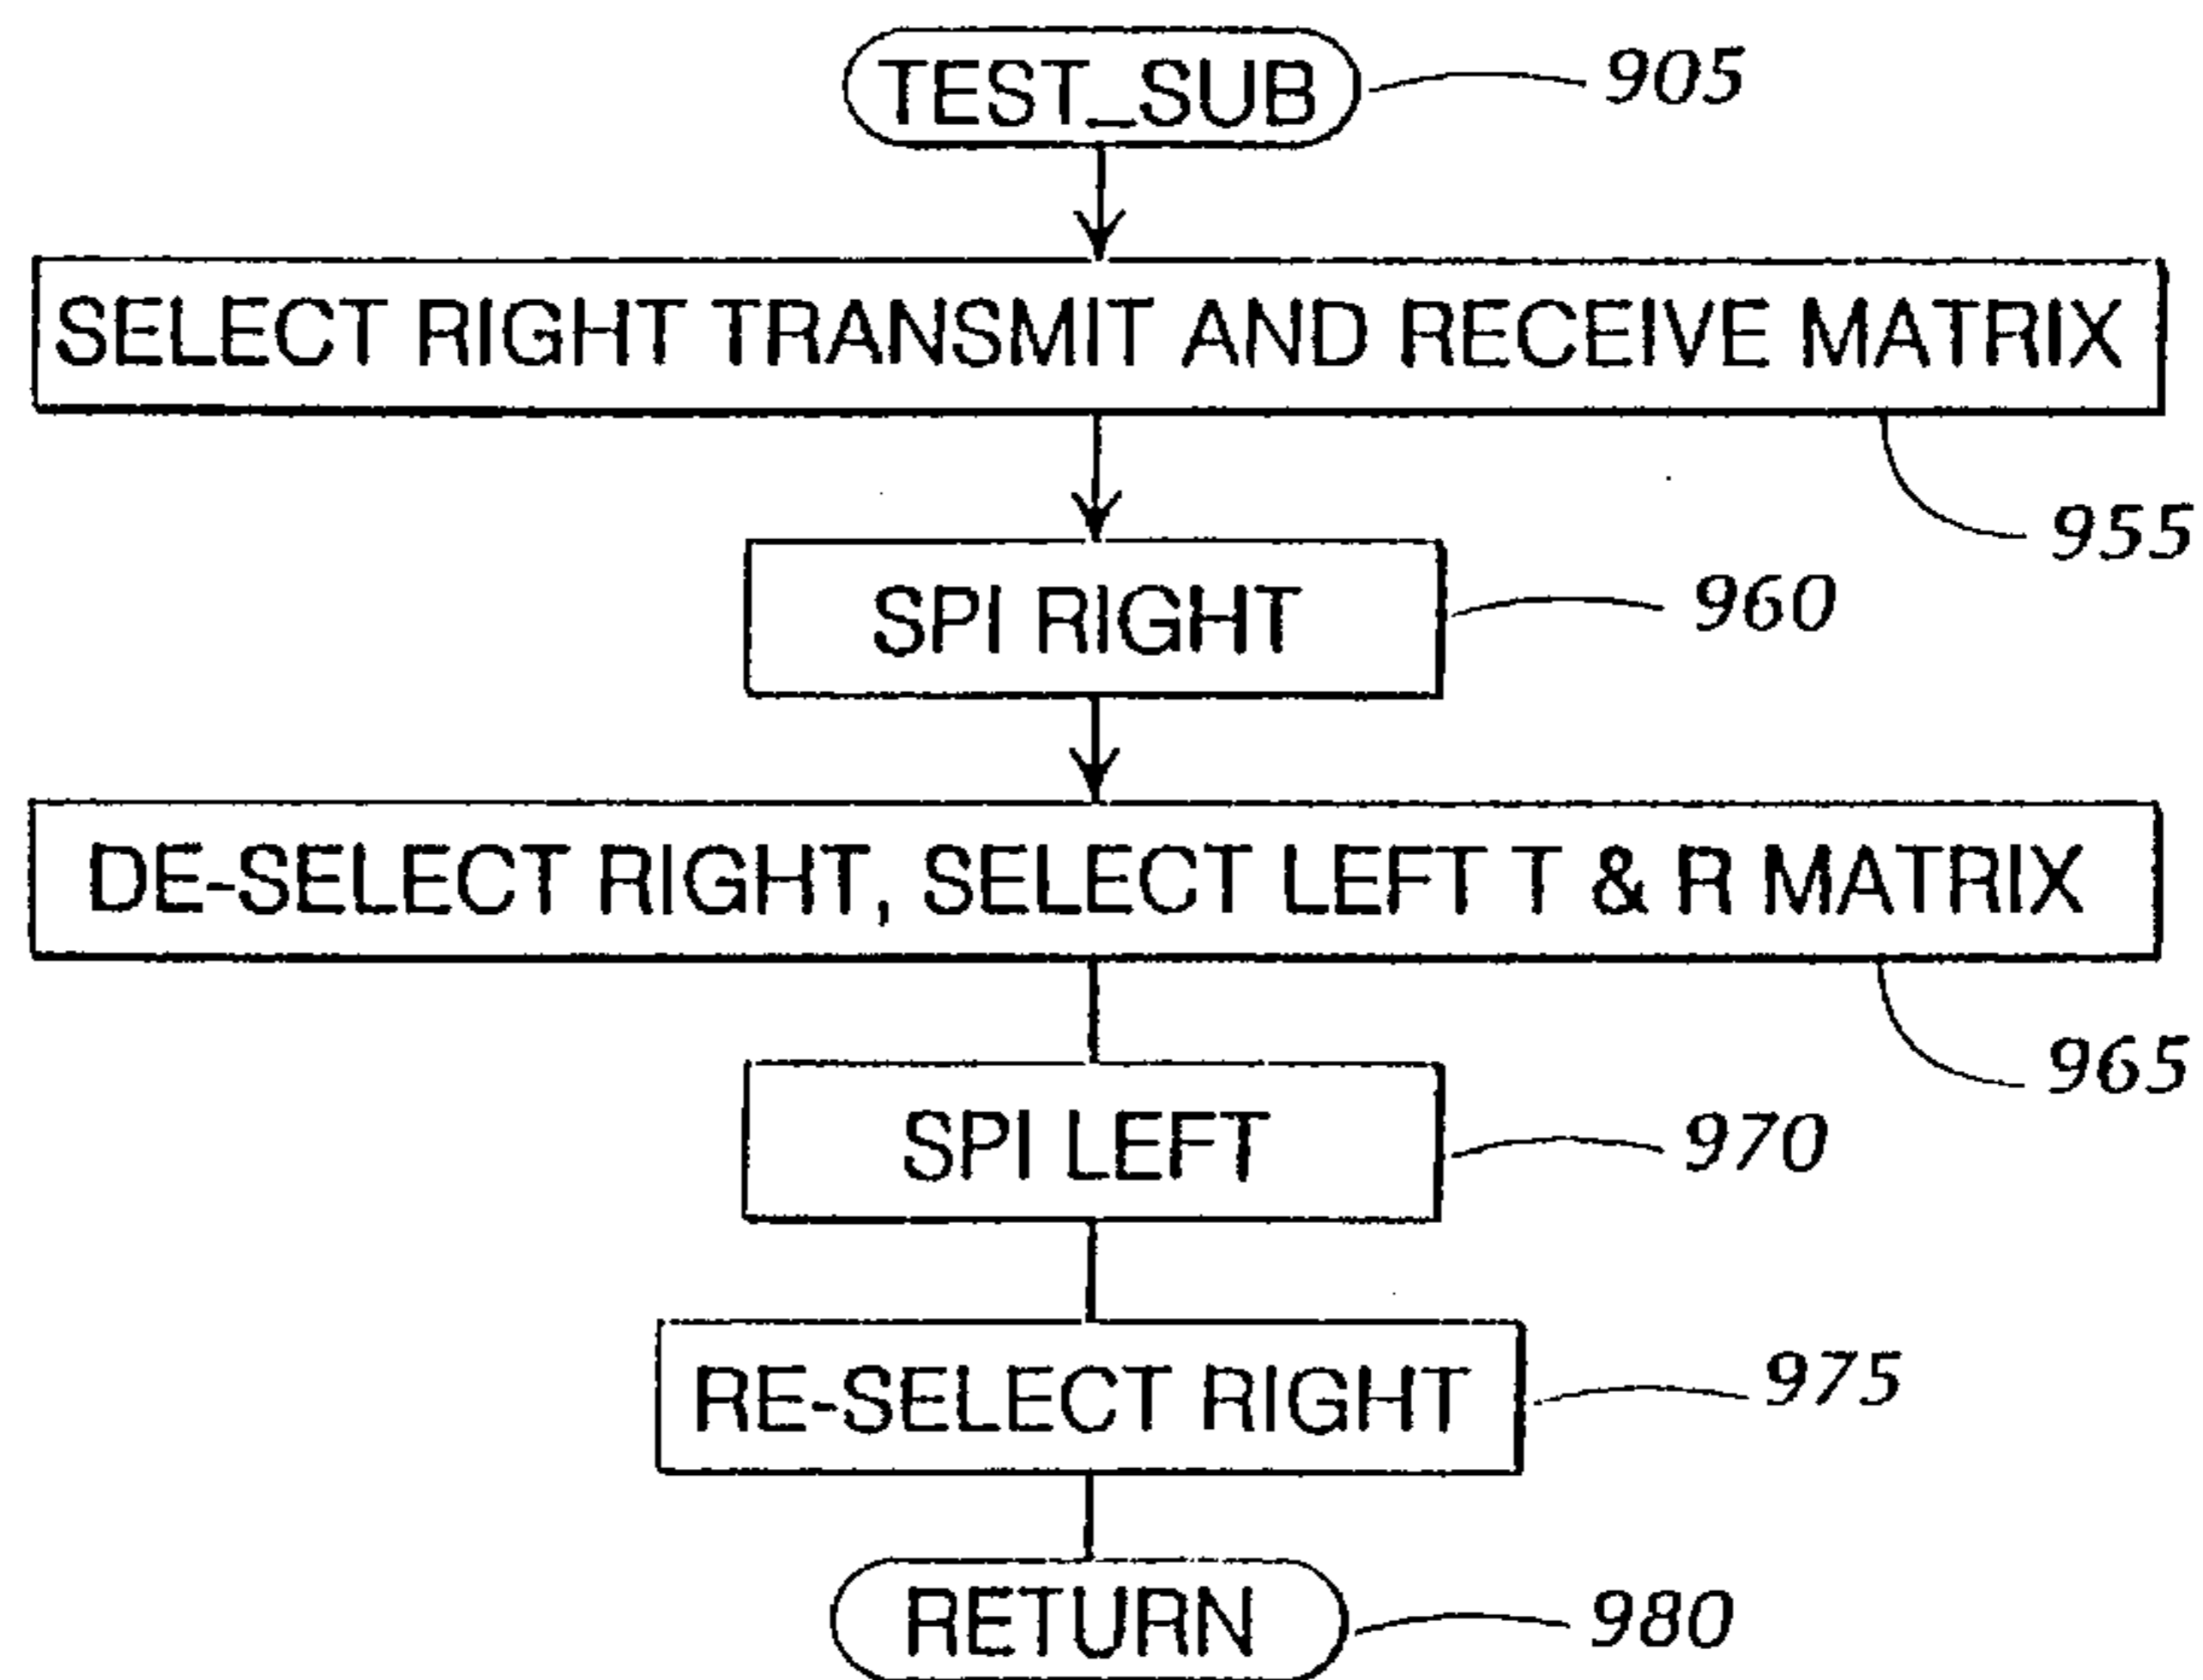 TEST_SUB
905
SELECT RIGHT TRANSMIT AND RECEIVE MATRIX
955
SPI RIGHT
960
DE-SELECT RIGHT, SELECT LEFT T & R MATRIX
965
SPI LEFT
970
RE-SELECT RIGHT
975
RETURN
980